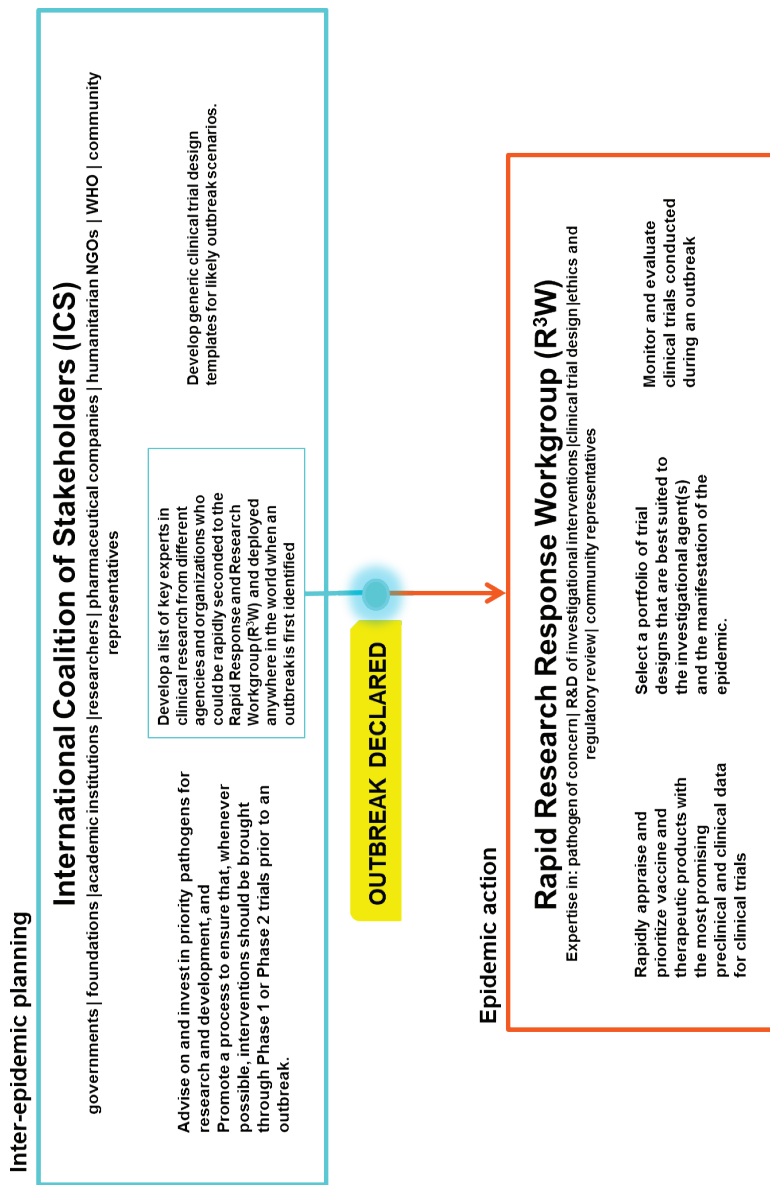 Inter-epidemic planning
International Coalition of Stakeholders (ICS)
governments | foundations |academic institutions |researchers | pharmaceutical companies | humanitarian NGOs | WHO | community
representatives
Advise on and invest in priority pathogens for
research and development, and
Promote a process to ensure that, whenever
possible, interventions should be brought
through Phase 1 or Phase 2 trials prior to an
outbreak.
Develop a list of key experts in
clinical research from different
agencies and organizations who
could be rapidly seconded to the
Rapid Response and Research
Workgroup (R³W) and deployed
anywhere in the world when an
outbreak is first identified
Develop generic clinical trial design
templates for likely outbreak scenarios.
OUTBREAK DECLARED
Epidemic action
Rapid Research Response Workgroup (R³W)
Expertise in: pathogen of concern| R&D of investigational interventions |clinical trial design |ethics and
regulatory review| community representatives
Rapidly appraise and
prioritize vaccine and
therapeutic products with
the most promising
preclinical and clinical data
for clinical trials
Select a portfolio of trial
designs that are best suited to
the investigational agent(s)
and the manifestation of the
epidemic.
Monitor and evaluate
clinical trials conducted
during an outbreak